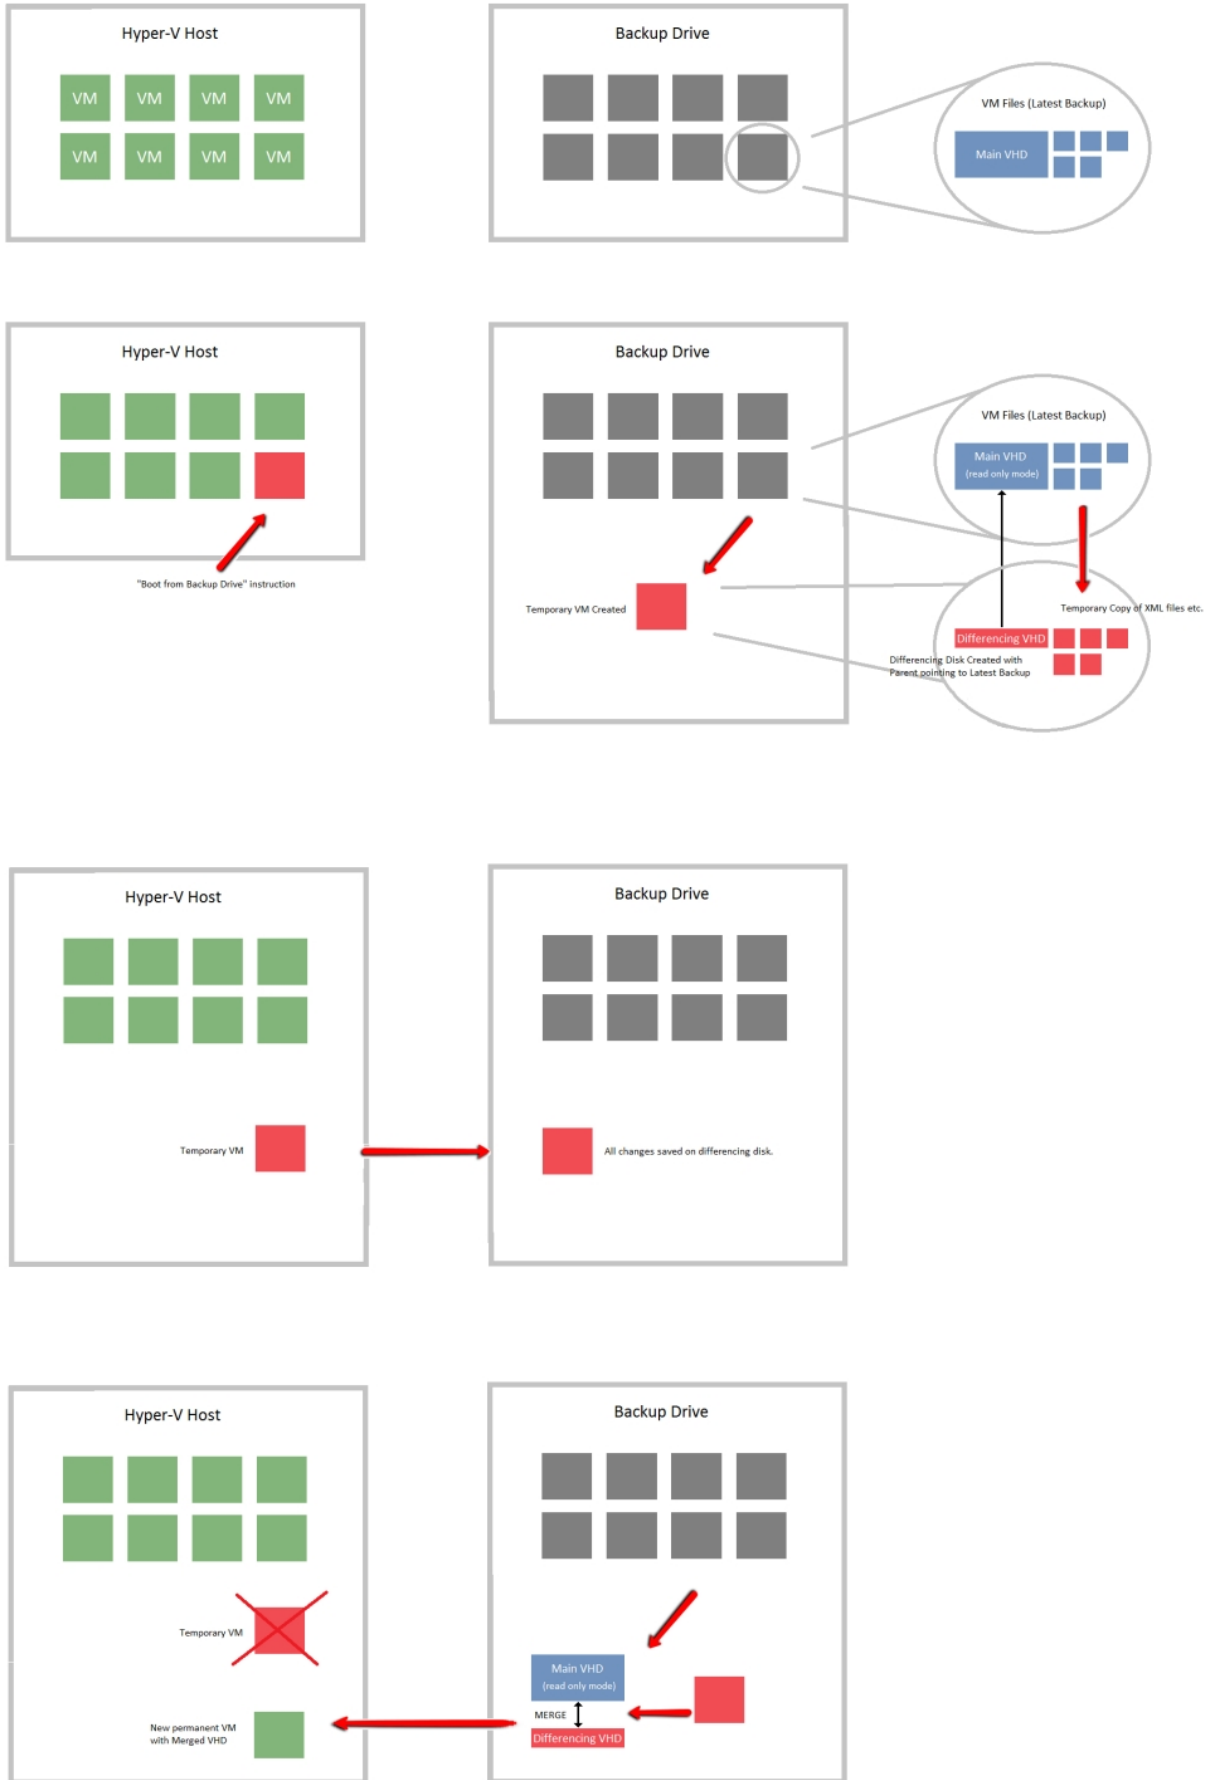 Hyper-V Host
Backup Drive
VM VM VM VM
VM VM VM VM
VM Files (Latest Backup)
Main VHD
Hyper-V Host
Backup Drive
VM Files (Latest Backup)
Main VHD
(read only mode)
"Boot from Backup Drive" instruction
Temporary VM Created
Temporary Copy of XML files etc.
Differencing VHD
Differencing Disk Created with
Parent pointing to Latest Backup
Hyper-V Host
Backup Drive
Temporary VM
All changes saved on differencing disk.
Hyper-V Host
Backup Drive
Temporary VM
Main VHD
(read only mode)
MERGE
Differencing VHD
New permanent VM
with Merged VHD